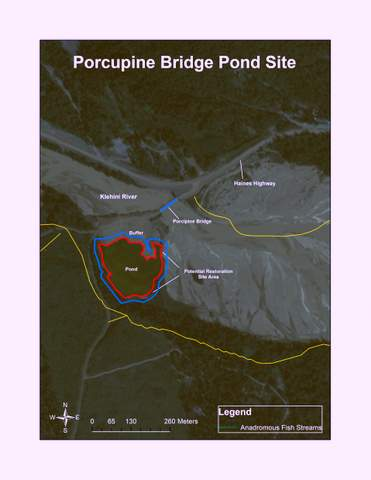 Porcupine Bridge Pond Site
Haines Highway
Klehini River
Porcipine Bridge
Buffer
Pond
Potential Restoration
Site Area
N
W E
S
0 65 130 260 Meters
Legend
Anadromous Fish Streams